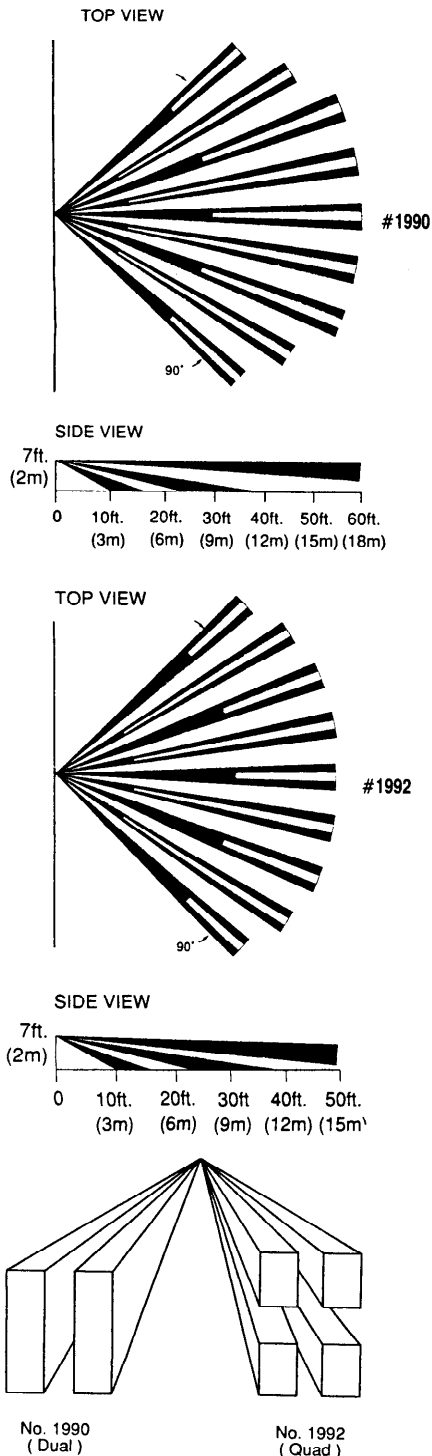 TOP VIEW
#1990
90°
SIDE VIEW
7ft.
(2m)
0 10ft. 20ft. 30ft 40ft. 50ft. 60ft.
(3m) (6m) (9m) (12m) (15m) (18m)
TOP VIEW
#1992
90°
SIDE VIEW
7ft.
(2m)
0 10ft. 20ft. 30ft 40ft. 50ft.
(3m) (6m) (9m) (12m) (15m)
No. 1990 No. 1992
( Dual ) ( Quad )